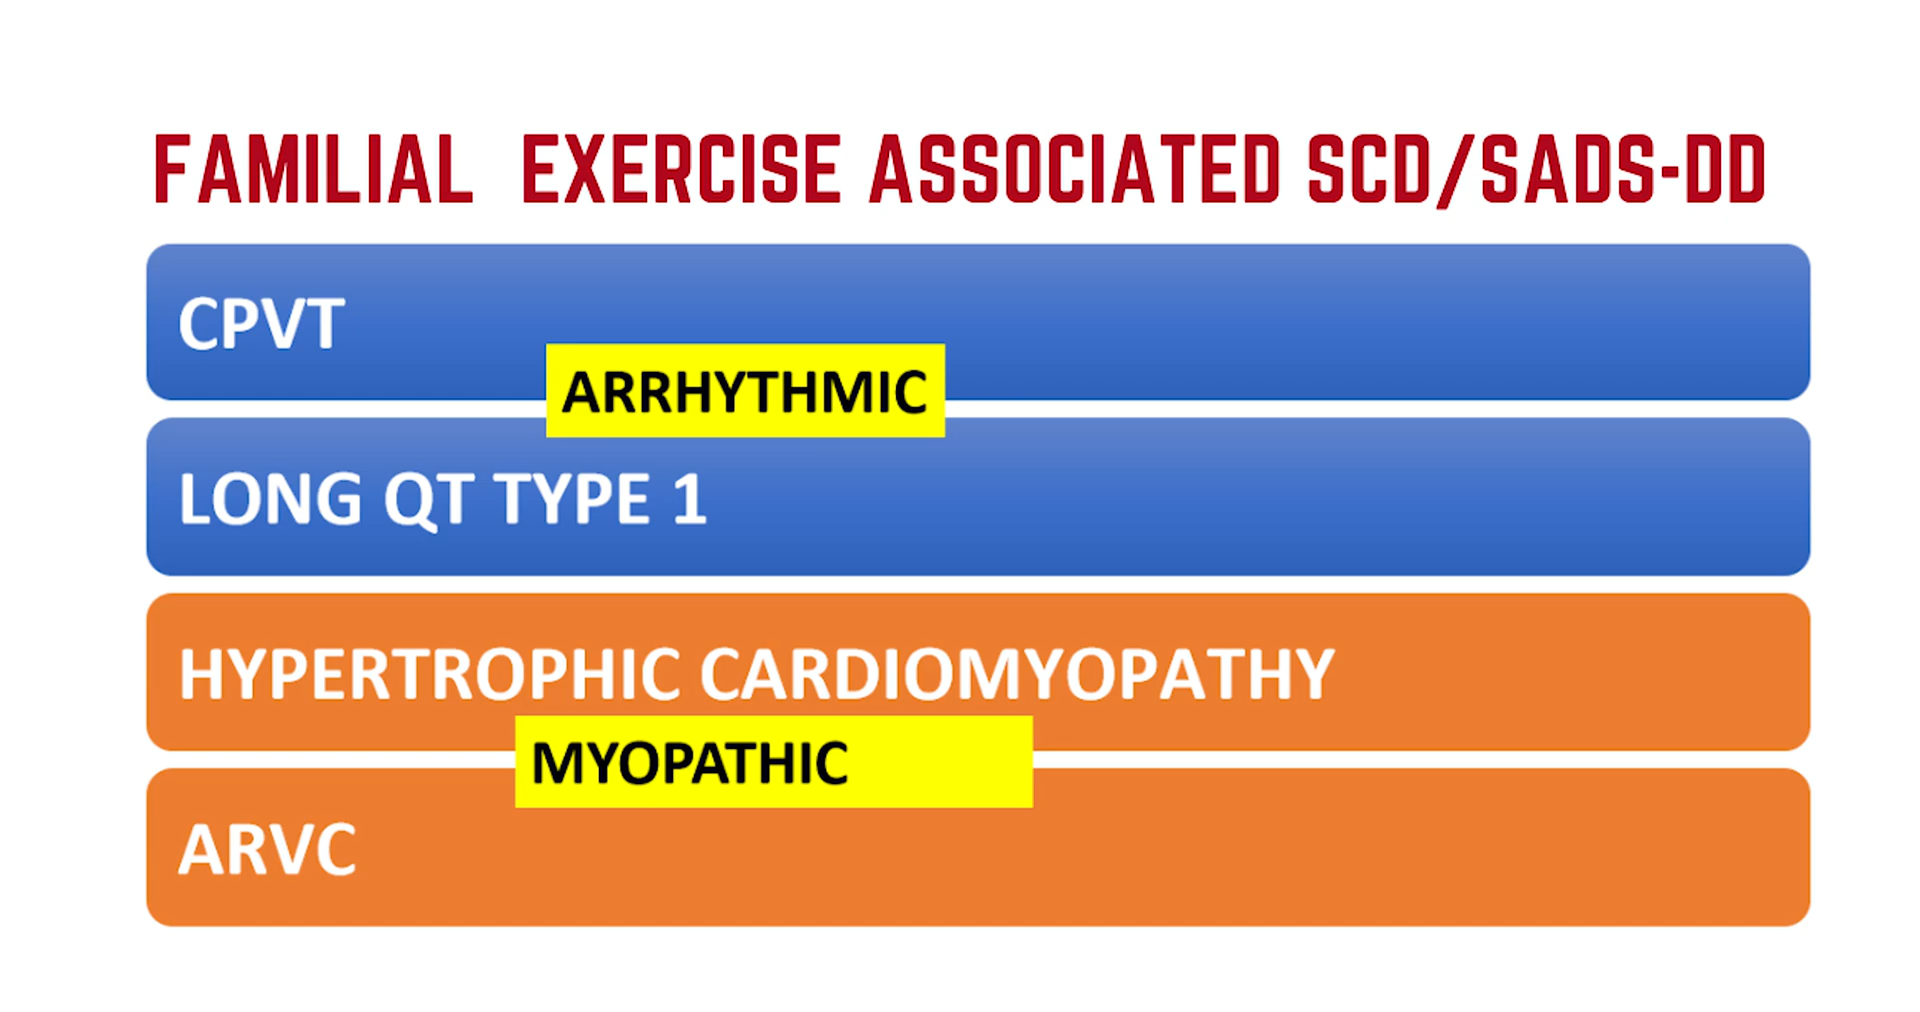 FAMILIAL EXERCISE ASSOCIATED SCD/SADS-DD
CPVT
ARRHYTHMIC
LONG QT TYPE 1
HYPERTROPHIC CARDIOMYOPATHY
MYOPATHIC
ARVC